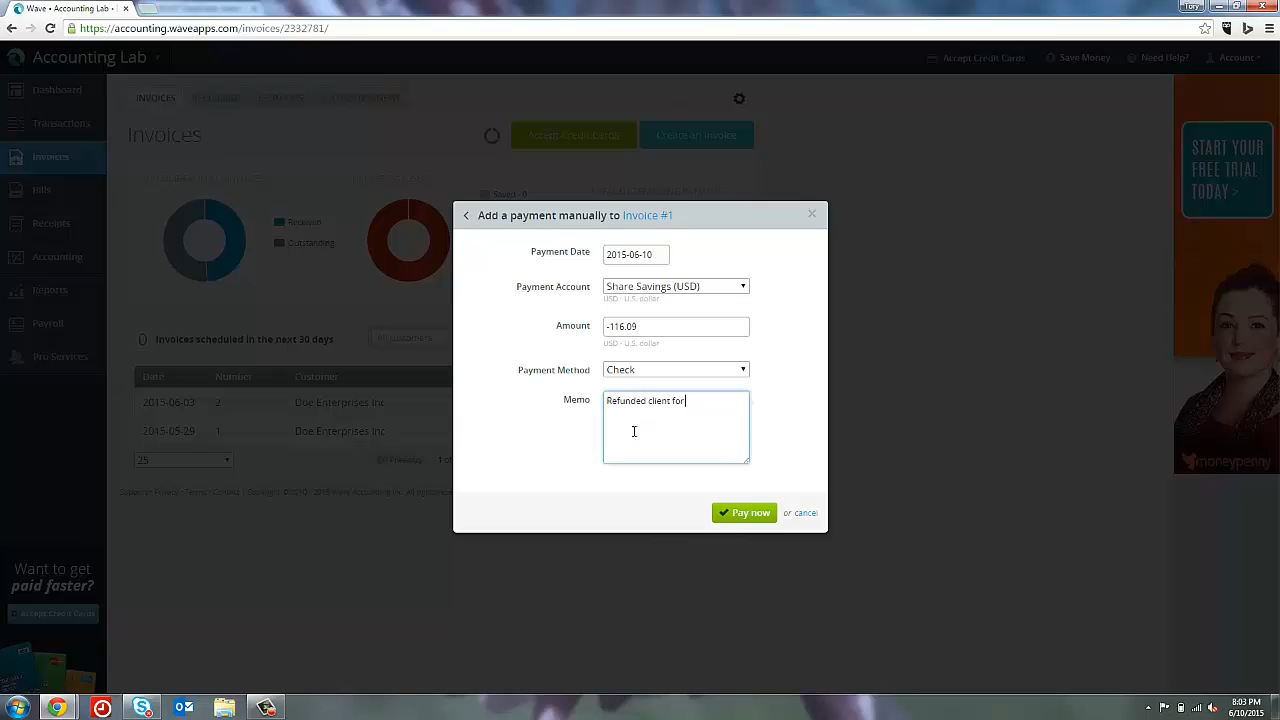 Wave • Accounting Lab
Tony
https://accounting.waveapps.com/invoices/2332781/
Accounting Lab
Accept Credit Cards
Save Money
Need Help?
Dashboard
Transactions
Invoices
Bills
Receipts
Accounting
Reports
Payroll
Pro Services
INVOICES
Invoices
Accept Credit Cards
Create an Invoice
Saved - 0
Received
Outstanding
0 Invoices scheduled in the next 30 days
All customers
Date Number Customer
2015-06-03 2 Doe Enterprises Inc
2015-05-29 1 Doe Enterprises Inc
25
Add a payment manually to Invoice #1
Payment Date 2015-06-10
Payment Account Share Savings (USD)
USD - U.S. dollar
Amount -116.09
USD - U.S. dollar
Payment Method Check
Memo Refunded client for
Pay now or cancel
START YOUR
FREE TRIAL
TODAY >
moneypenny
Want to get
paid faster?
Accept Credit Cards
8:03 PM
6/10/2015